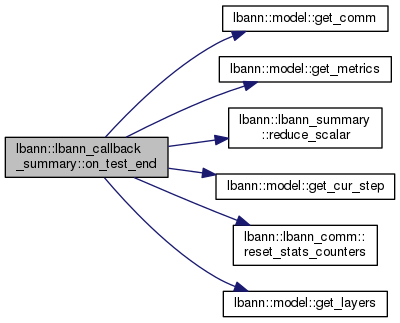 lbann::model::get_comm
lbann::model::get_metrics
lbann::lbann_summary
::reduce_scalar
lbann::lbann_callback
_summary::on_test_end
lbann::model::get_cur_step
lbann::lbann_comm::
reset_stats_counters
lbann::model::get_layers